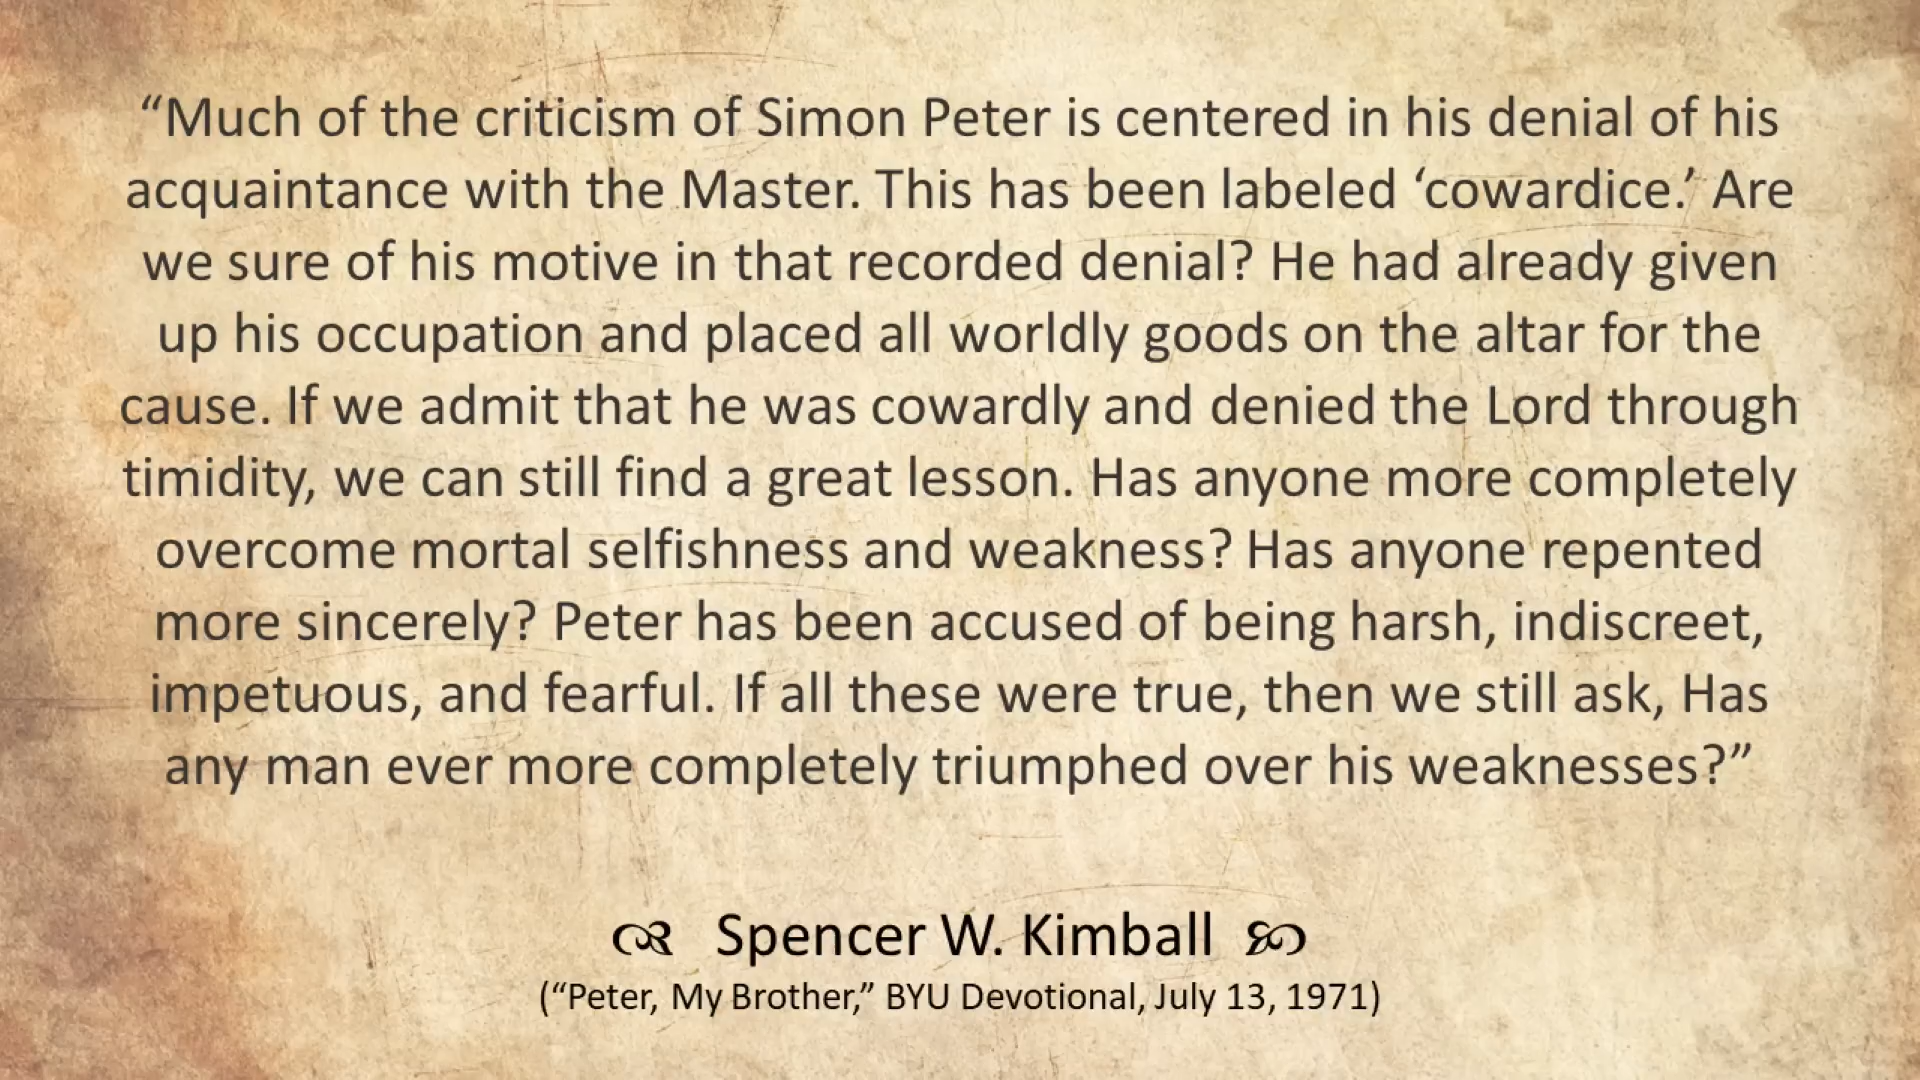 “Much of the criticism of Simon Peter is centered in his denial of his
acquaintance with the Master. This has been labeled ‘cowardice.’ Are
we sure of his motive in that recorded denial? He had already given
up his occupation and placed all worldly goods on the altar for the
cause. If we admit that he was cowardly and denied the Lord through
timidity, we can still find a great lesson. Has anyone more completely
overcome mortal selfishness and weakness? Has anyone repented
more sincerely? Peter has been accused of being harsh, indiscreet,
impetuous, and fearful. If all these were true, then we still ask, Has
any man ever more completely triumphed over his weaknesses?”
Spencer W. Kimball
(“Peter, My Brother,” BYU Devotional, July 13, 1971)